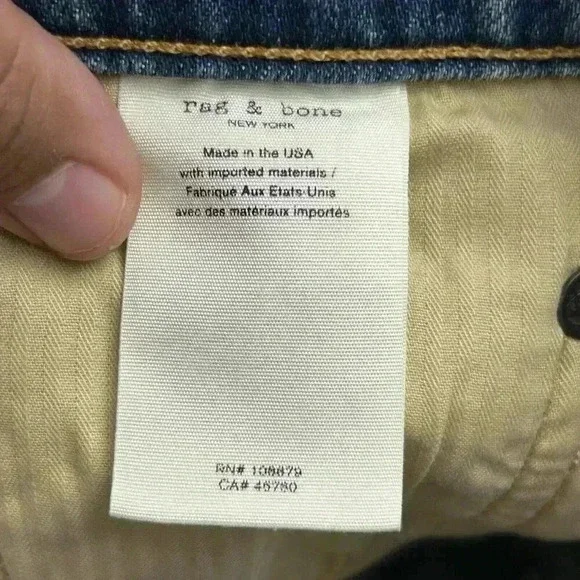 rag & bone
NEW YORK
Made in the USA
with imported materials /
Fabriqué Aux Etats-Unis
avec des matériaux importés
RN# 108879
CA# 46760